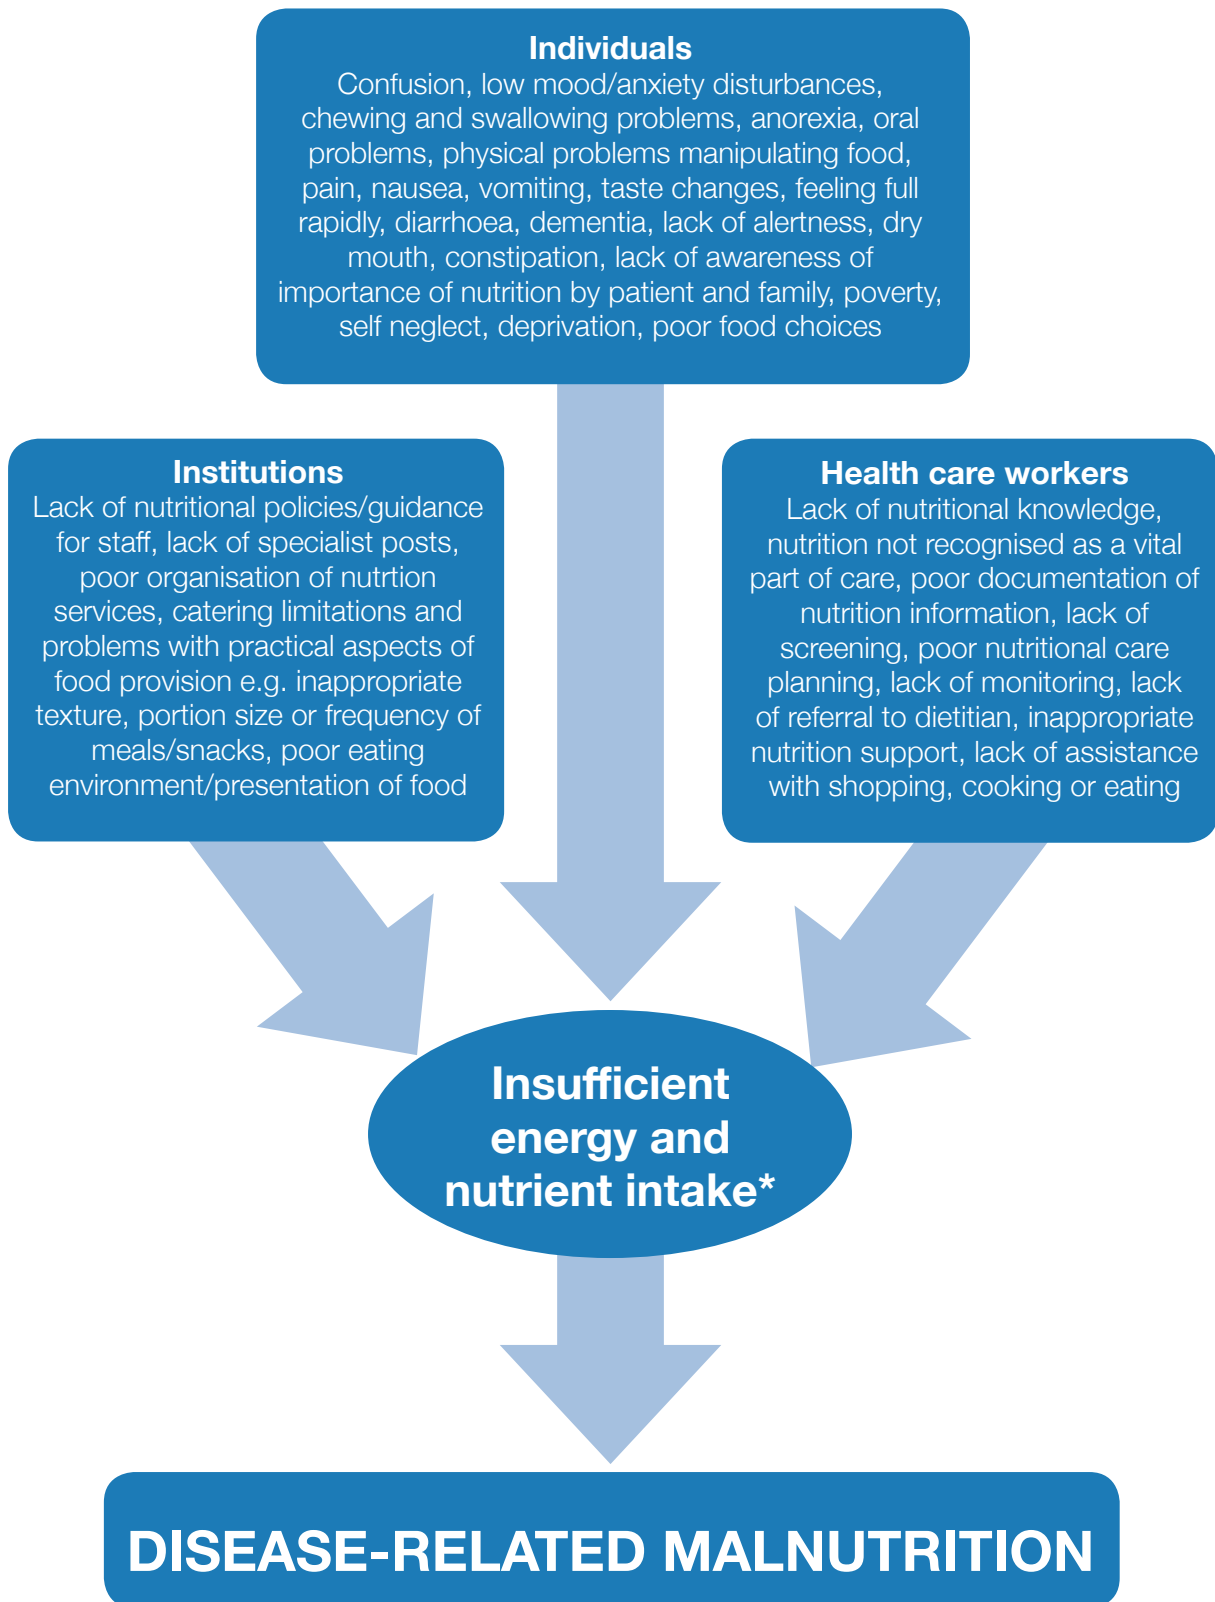 Individuals
Confusion, low mood/anxiety disturbances,
chewing and swallowing problems, anorexia, oral
problems, physical problems manipulating food,
pain, nausea, vomiting, taste changes, feeling full
rapidly, diarrhoea, dementia, lack of alertness, dry
mouth, constipation, lack of awareness of
importance of nutrition by patient and family, poverty,
self neglect, deprivation, poor food choices
Institutions
Lack of nutritional policies/guidance
for staff, lack of specialist posts,
poor organisation of nutrtion
services, catering limitations and
problems with practical aspects of
food provision e.g. inappropriate
texture, portion size or frequency of
meals/snacks, poor eating
environment/presentation of food
Health care workers
Lack of nutritional knowledge,
nutrition not recognised as a vital
part of care, poor documentation of
nutrition information, lack of
screening, poor nutritional care
planning, lack of monitoring, lack
of referral to dietitian, inappropriate
nutrition support, lack of assistance
with shopping, cooking or eating
Insufficient
energy and
nutrient intake*
DISEASE-RELATED MALNUTRITION